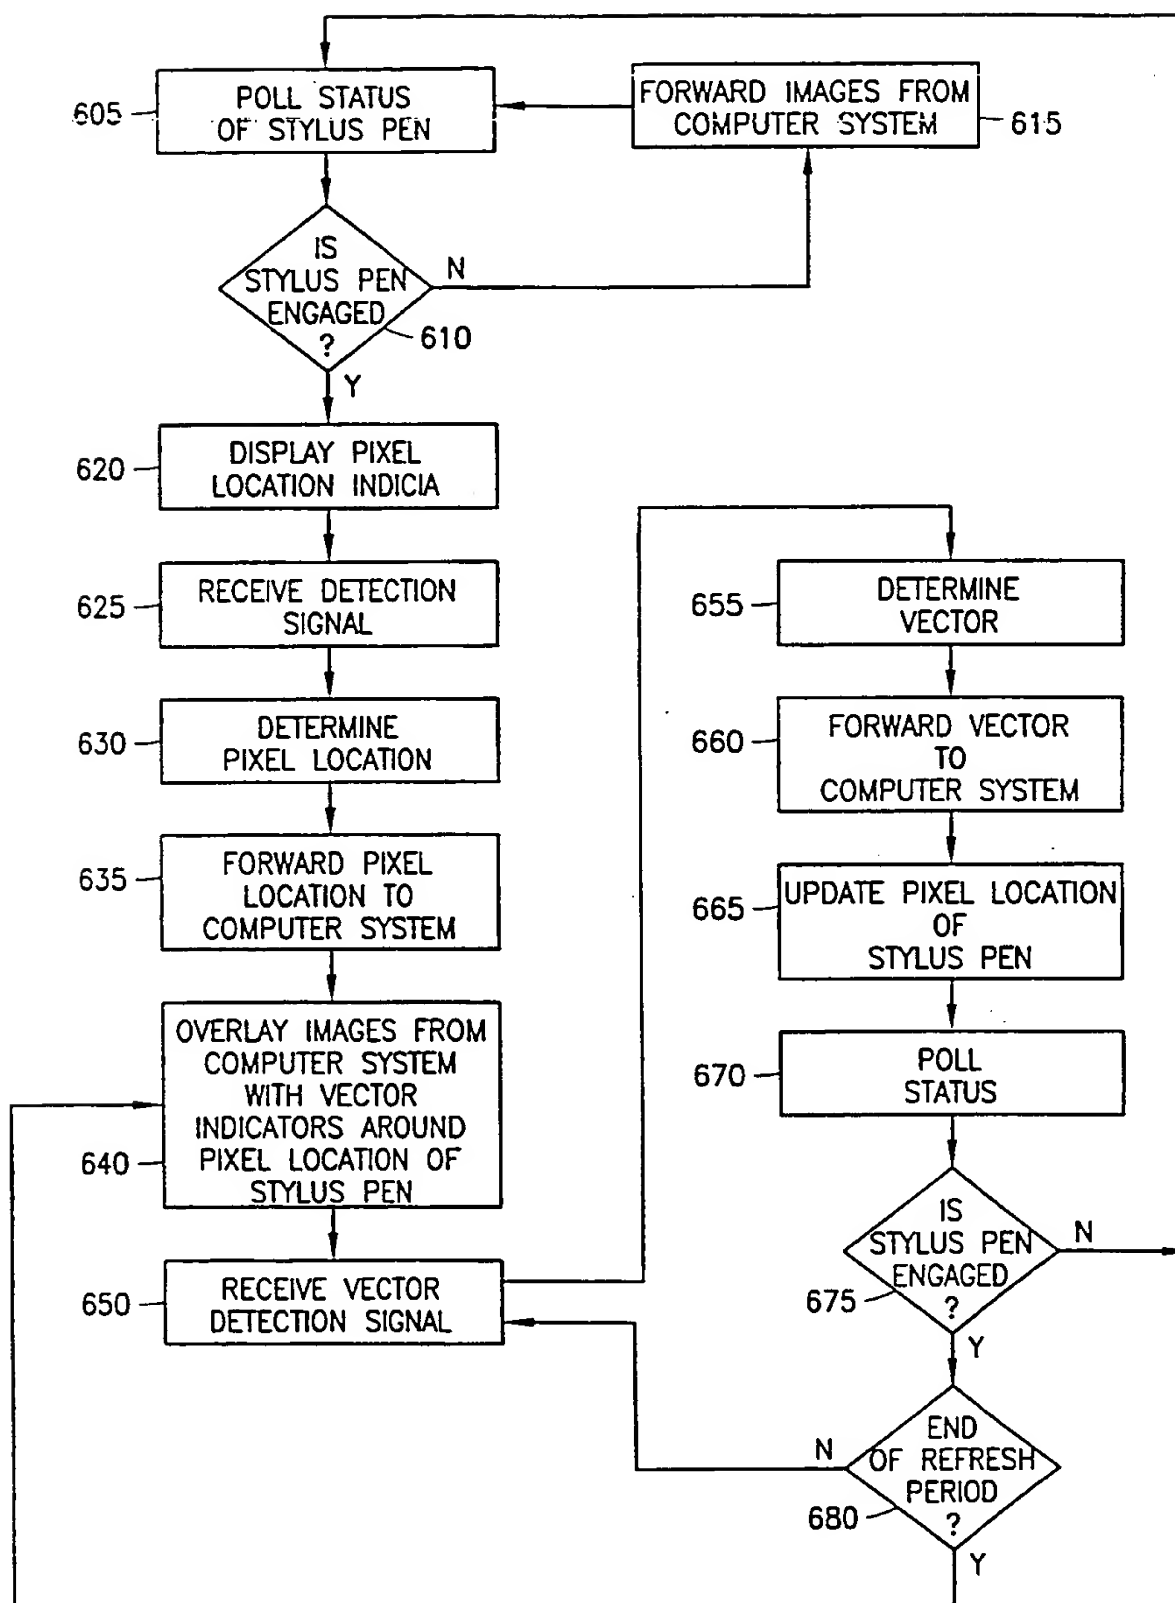 605
POLL STATUS
OF STYLUS PEN
FORWARD IMAGES FROM
COMPUTER SYSTEM
615
IS
STYLUS PEN
ENGAGED
?
N
610
Y
620
DISPLAY PIXEL
LOCATION INDICIA
625
RECEIVE DETECTION
SIGNAL
630
DETERMINE
PIXEL LOCATION
635
FORWARD PIXEL
LOCATION TO
COMPUTER SYSTEM
640
OVERLAY IMAGES FROM
COMPUTER SYSTEM
WITH VECTOR
INDICATORS AROUND
PIXEL LOCATION OF
STYLUS PEN
650
RECEIVE VECTOR
DETECTION SIGNAL
655
DETERMINE
VECTOR
660
FORWARD VECTOR
TO
COMPUTER SYSTEM
665
UPDATE PIXEL LOCATION
OF
STYLUS PEN
670
POLL
STATUS
IS
STYLUS PEN
ENGAGED
?
N
675
Y
END
OF REFRESH
PERIOD
?
N
680
Y